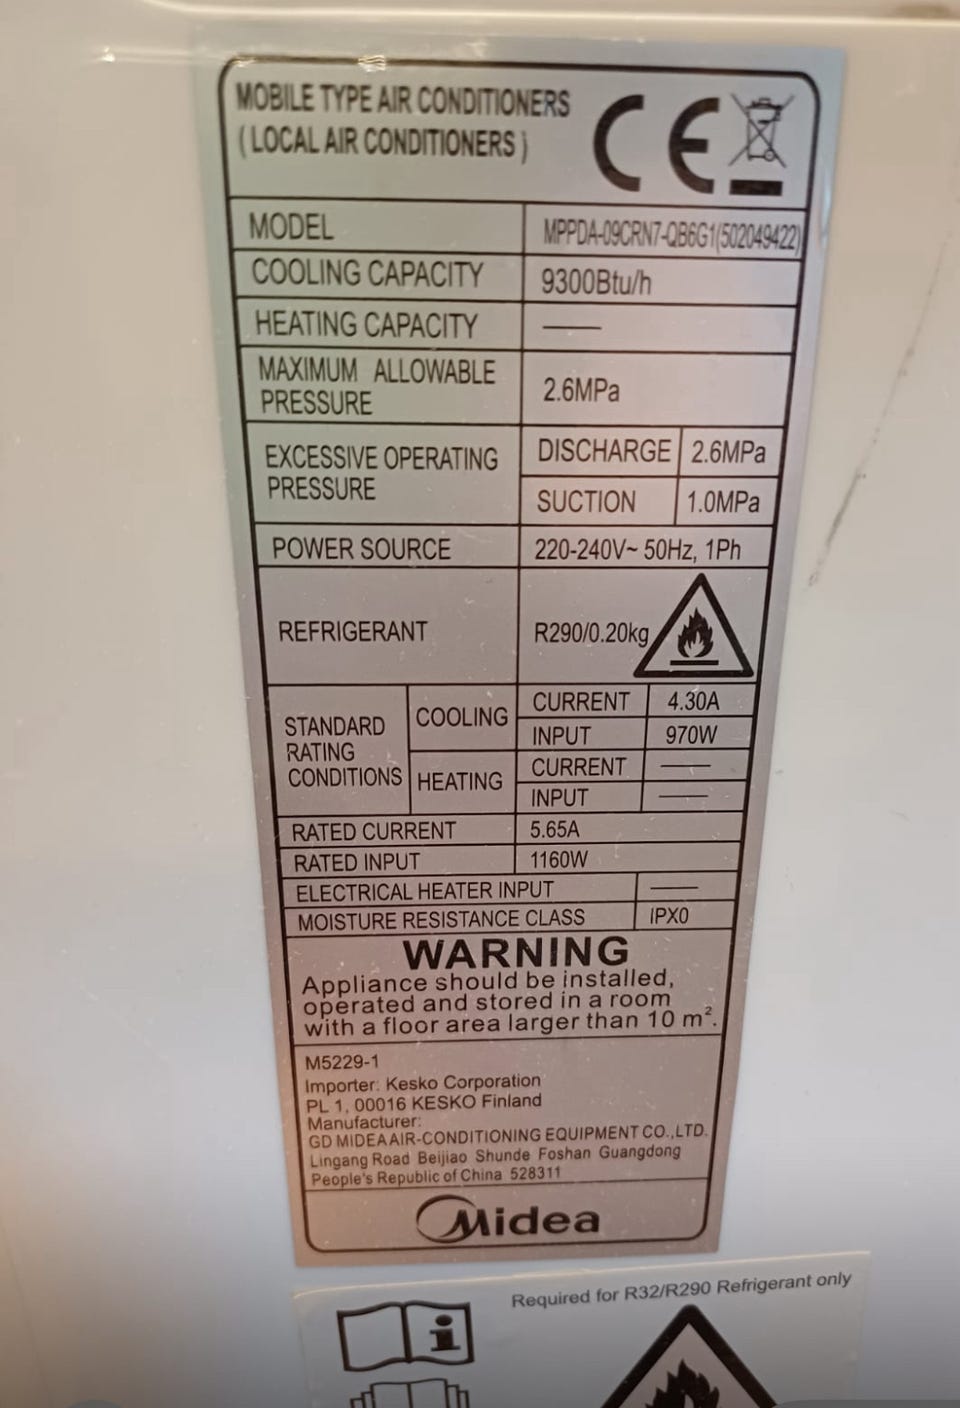 MOBILE TYPE AIR CONDITIONERS
( LOCAL AIR CONDITIONERS )
CE
MODEL MPPDA-09CRN7-QB6G1(502049422)
COOLING CAPACITY 9300Btu/h
HEATING CAPACITY ——
MAXIMUM ALLOWABLE
PRESSURE 2.6MPa
EXCESSIVE OPERATING
PRESSURE
DISCHARGE 2.6MPa
SUCTION 1.0MPa
POWER SOURCE 220-240V~ 50Hz, 1Ph
REFRIGERANT R290/0.20kg
STANDARD
RATING
CONDITIONS
COOLING
CURRENT 4.30A
INPUT 970W
HEATING
CURRENT ——
INPUT ——
RATED CURRENT 5.65A
RATED INPUT 1160W
ELECTRICAL HEATER INPUT ——
MOISTURE RESISTANCE CLASS IPX0
WARNING
Appliance should be installed,
operated and stored in a room
with a floor area larger than 10 m².
M5229-1
Importer: Kesko Corporation
PL 1, 00016 KESKO Finland
Manufacturer:
GD MIDEA AIR-CONDITIONING EQUIPMENT CO.,LTD.
Lingang Road Beijiao Shunde Foshan Guangdong
People's Republic of China 528311
Midea
Required for R32/R290 Refrigerant only